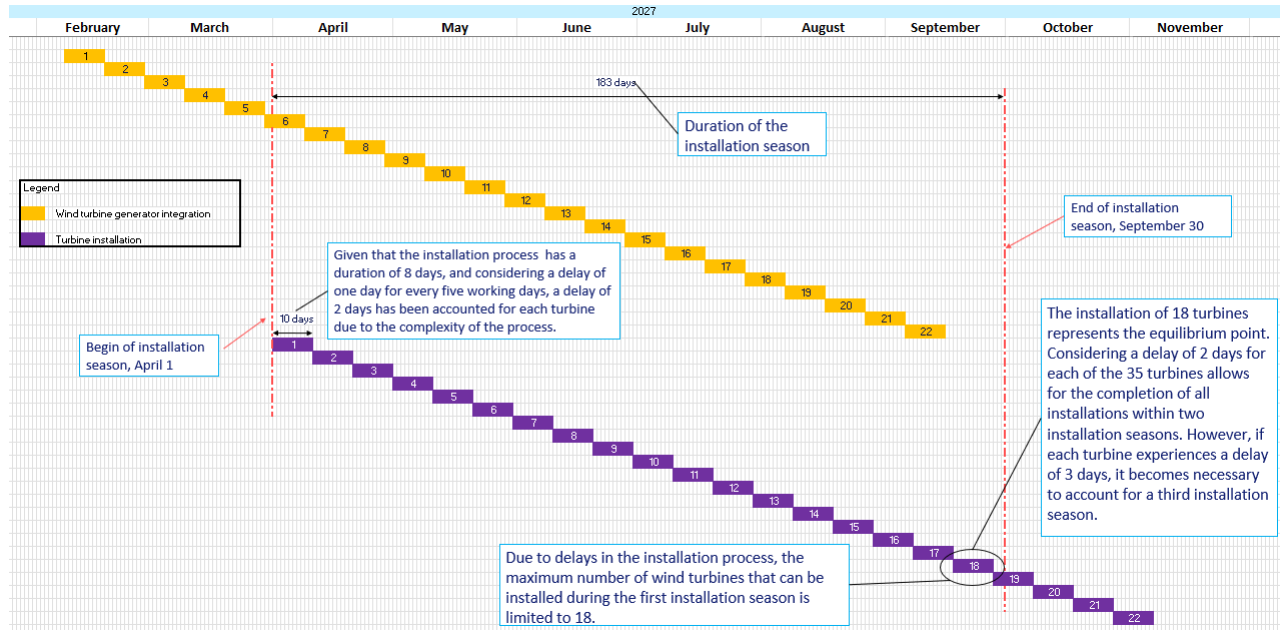 2027
February March April May June July August September October November
1
2
3
4
183 days
5
6
Duration of the
installation season
7
8
9
10
11
Legend
12
Wind turbine generator integration
13
14
Turbine installation
15
End of installation
season, September 30
16
17
18
19
20
21
22
Given that the installation process has a
duration of 8 days, and considering a delay of
one day for every five working days, a delay of
2 days has been accounted for each turbine
due to the complexity of the process.
10 days
Begin of installation
season, April 1
1
2
3
4
5
6
7
8
9
10
11
12
13
14
15
16
17
18
19
20
21
22
The installation of 18 turbines
represents the equilibrium point.
Considering a delay of 2 days for
each of the 35 turbines allows
for the completion of all
installations within two
installation seasons. However, if
each turbine experiences a delay
of 3 days, it becomes necessary
to account for a third installation
season.
Due to delays in the installation process, the
maximum number of wind turbines that can be
installed during the first installation season is
limited to 18.